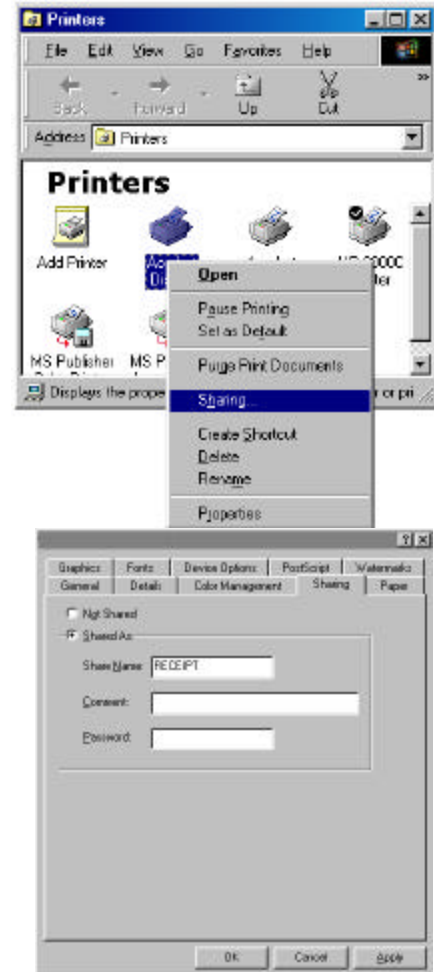 Printers
File Edit View Go Favorites Help
Back Forward Up Cut »
Address Printers
Printers
Add Printer
MS Publisher MS P
Open
Pause Printing
Set as Default
Purge Print Documents
Sharing...
Create Shortcut
Delete
Rename
Properties
Displays the prope r or pri
Graphics Fonts Device Options PostScript Watermarks
General Details Color Management Sharing Paper
Not Shared
Shared As
Share Name: RECEIPT
Comment:
Password:
OK Cancel Apply